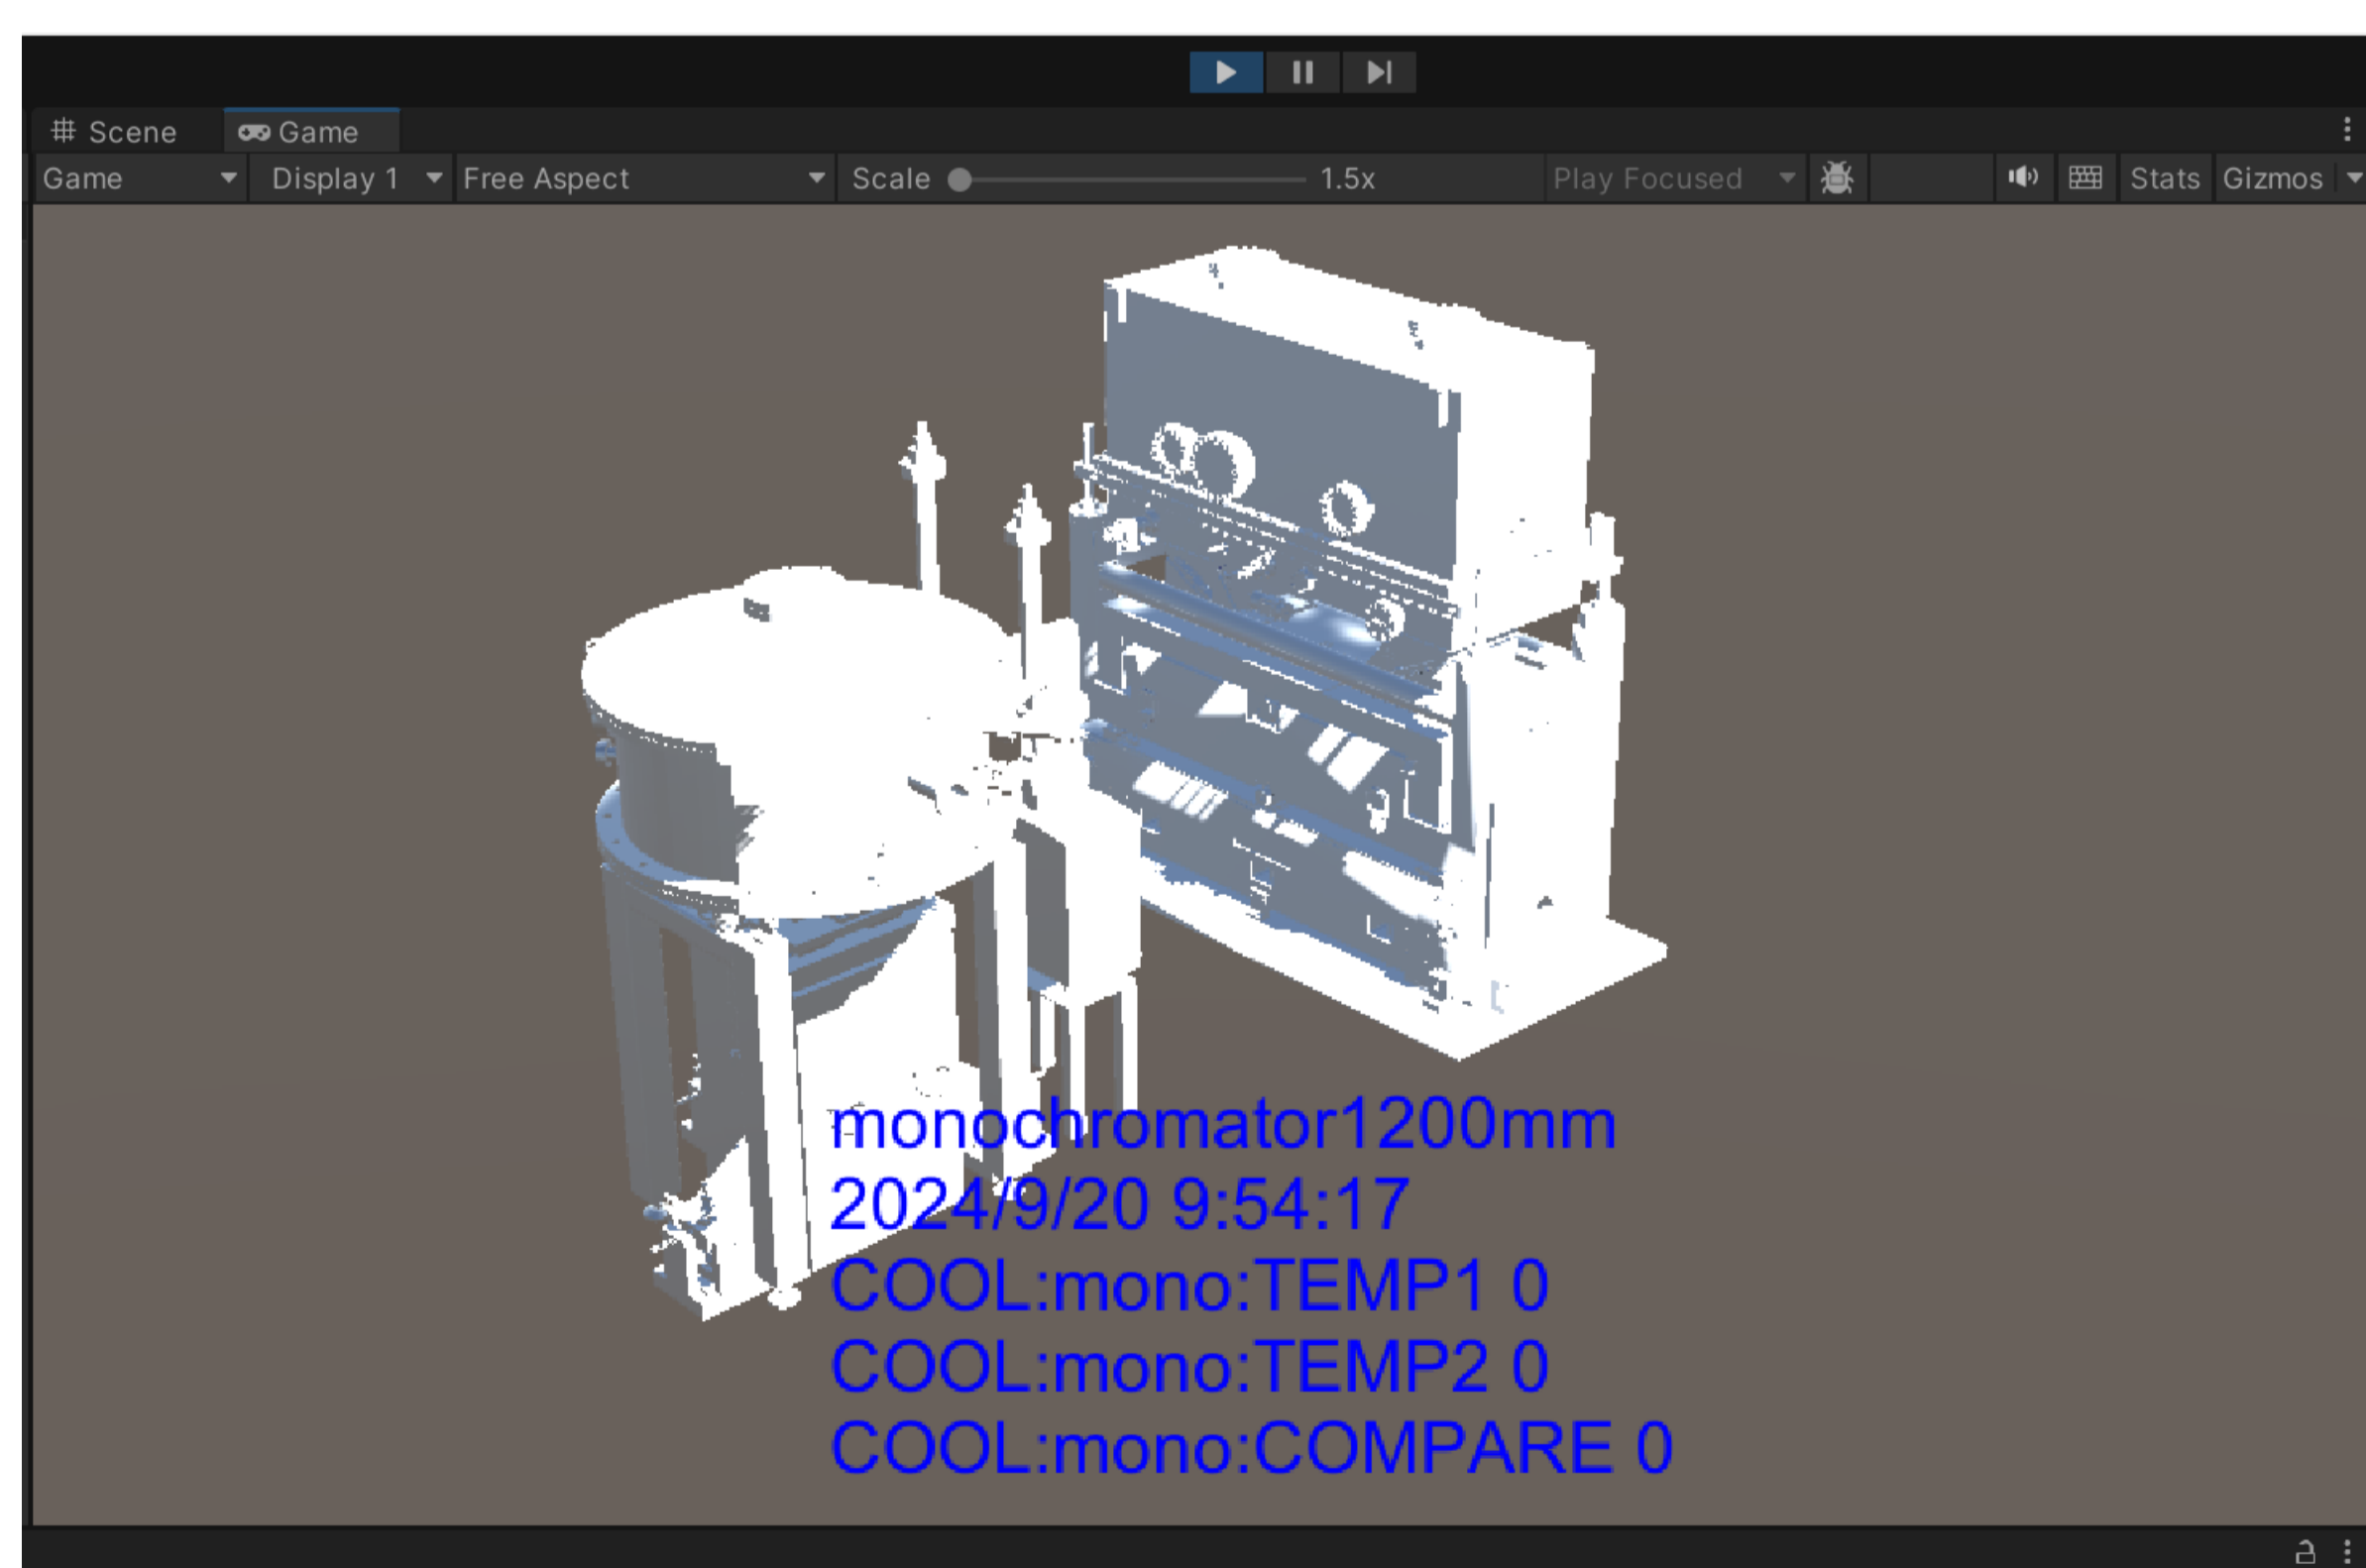 Scene Game
Game Display 1 Free Aspect Scale 1.5x Play Focused Stats Gizmos
monochromator1200mm
2024/9/20 9:54:17
COOL:mono:TEMP1 0
COOL:mono:TEMP2 0
COOL:mono:COMPARE 0